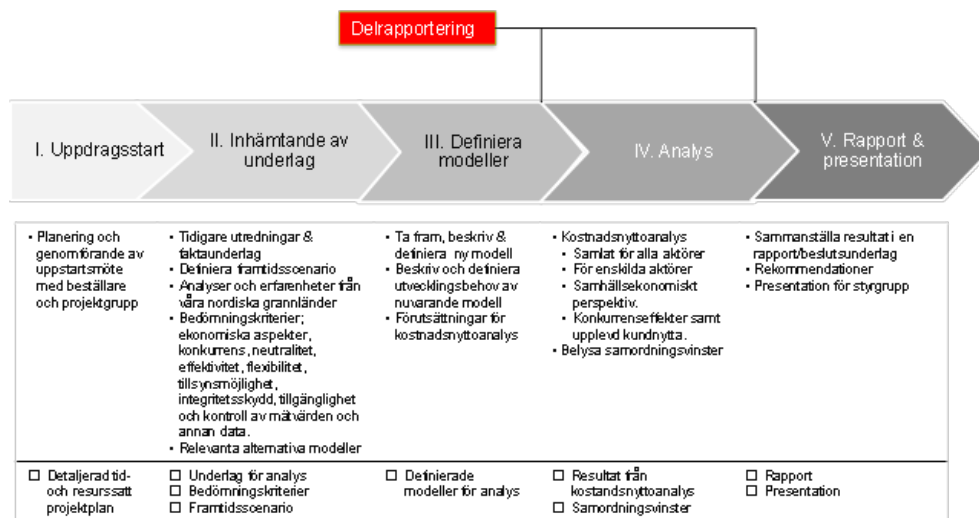 Delrapportering
I. Uppdragsstart
II. Inhämtande av
underlag
III. Definiera
modeller
IV. Analys
V. Rapport &
presentation
• Planering och
genomförande av
uppstartsmöte
med beställare
och projektgrupp
• Tidigare utredningar &
faktaunderlag
• Definiera framtidsscenario
• Analyser och erfarenheter från
våra nordiska grannländer
• Bedömningskriterier;
ekonomiska aspekter,
konkurrens, neutralitet,
effektivitet, flexibilitet,
tillsynsmöjlighet,
integritetsskydd, tillgänglighet
och kontroll av mätvärden och
annan data.
• Relevanta alternativa modeller
• Ta fram, beskriv &
definiera ny modell
• Beskriv och definiera
utvecklingsbehov av
nuvarande modell
• Förutsättningar för
kostnadsnyttoanalys
• Kostnadsnyttoanalys
• Samlat för alla aktörer
• För enskilda aktörer
• Samhällsekonomiskt
perspektiv.
• Konkurrenseffekter samt
upplevd kundnytta.
• Belysa samordningsvinster
• Sammanställa resultat i en
rapport/beslutsunderlag
• Rekommendationer
• Presentation för styrgrupp
☐ Detaljerad tid-
och resurssatt
projektplan
☐ Underlag för analys
☐ Bedömningskriterier
☐ Framtidsscenario
☐ Definierade
modeller för analys
☐ Resultat från
kostandsnyttoanalys
☐ Samordningsvinster
☐ Rapport
☐ Presentation